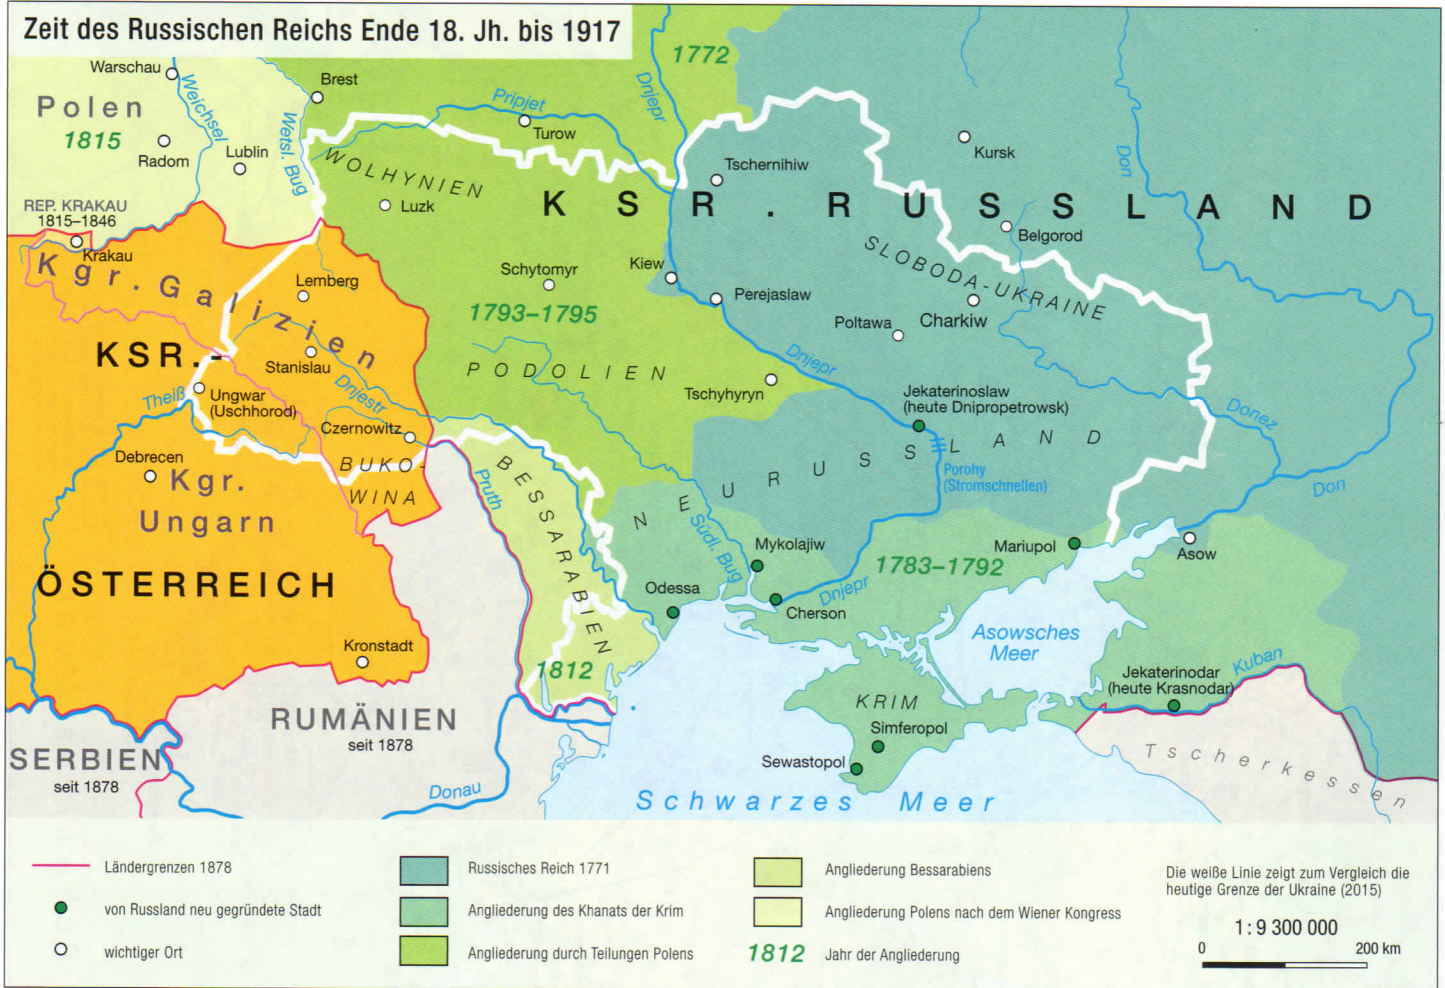 Zeit des Russischen Reichs Ende 18. Jh. bis 1917
Warschau
Brest
1772
Polen
1815
Weichsel
Westl. Bug
Pripjet
Dnjepr
Turow
Radom
Lublin
WOLHYNIEN
Tschernihiw
Kursk
Don
REP. KRAKAU
1815–1846
Krakau
Luzk
KSR. RUSSLAND
Belgorod
Kgr. Galizien
Lemberg
Schytomyr
1793–1795
Kiew
Perejaslaw
SLOBODA-UKRAINE
Poltawa
Charkiw
KSR.-
Stanislau
PODOLIEN
Tschyhyryn
Dnjepr
Theiß
Ungwar
(Uschhorod)
Dnjestr
Jekaterinoslaw
(heute Dnipropetrowsk)
Donez
Czernowitz
Debrecen
Kgr.
Ungarn
BUKO-
WINA
Pruth
BESSARABIEN
NEURUSSLAND
Porohy
(Stromschnellen)
Don
Südl. Bug
Mykolajiw
1783–1792
Mariupol
Asow
ÖSTERREICH
Odessa
Cherson
Dnjepr
Asowsches
Meer
Kronstadt
1812
KRIM
Jekaterinodar
(heute Krasnodar)
Kuban
RUMÄNIEN
seit 1878
Simferopol
Sewastopol
Tscherkessen
SERBIEN
seit 1878
Donau
Schwarzes Meer
Ländergrenzen 1878
von Russland neu gegründete Stadt
wichtiger Ort
Russisches Reich 1771
Angliederung des Khanats der Krim
Angliederung durch Teilungen Polens
Angliederung Bessarabiens
Angliederung Polens nach dem Wiener Kongress
1812 Jahr der Angliederung
Die weiße Linie zeigt zum Vergleich die
heutige Grenze der Ukraine (2015)
1 : 9 300 000
0 200 km